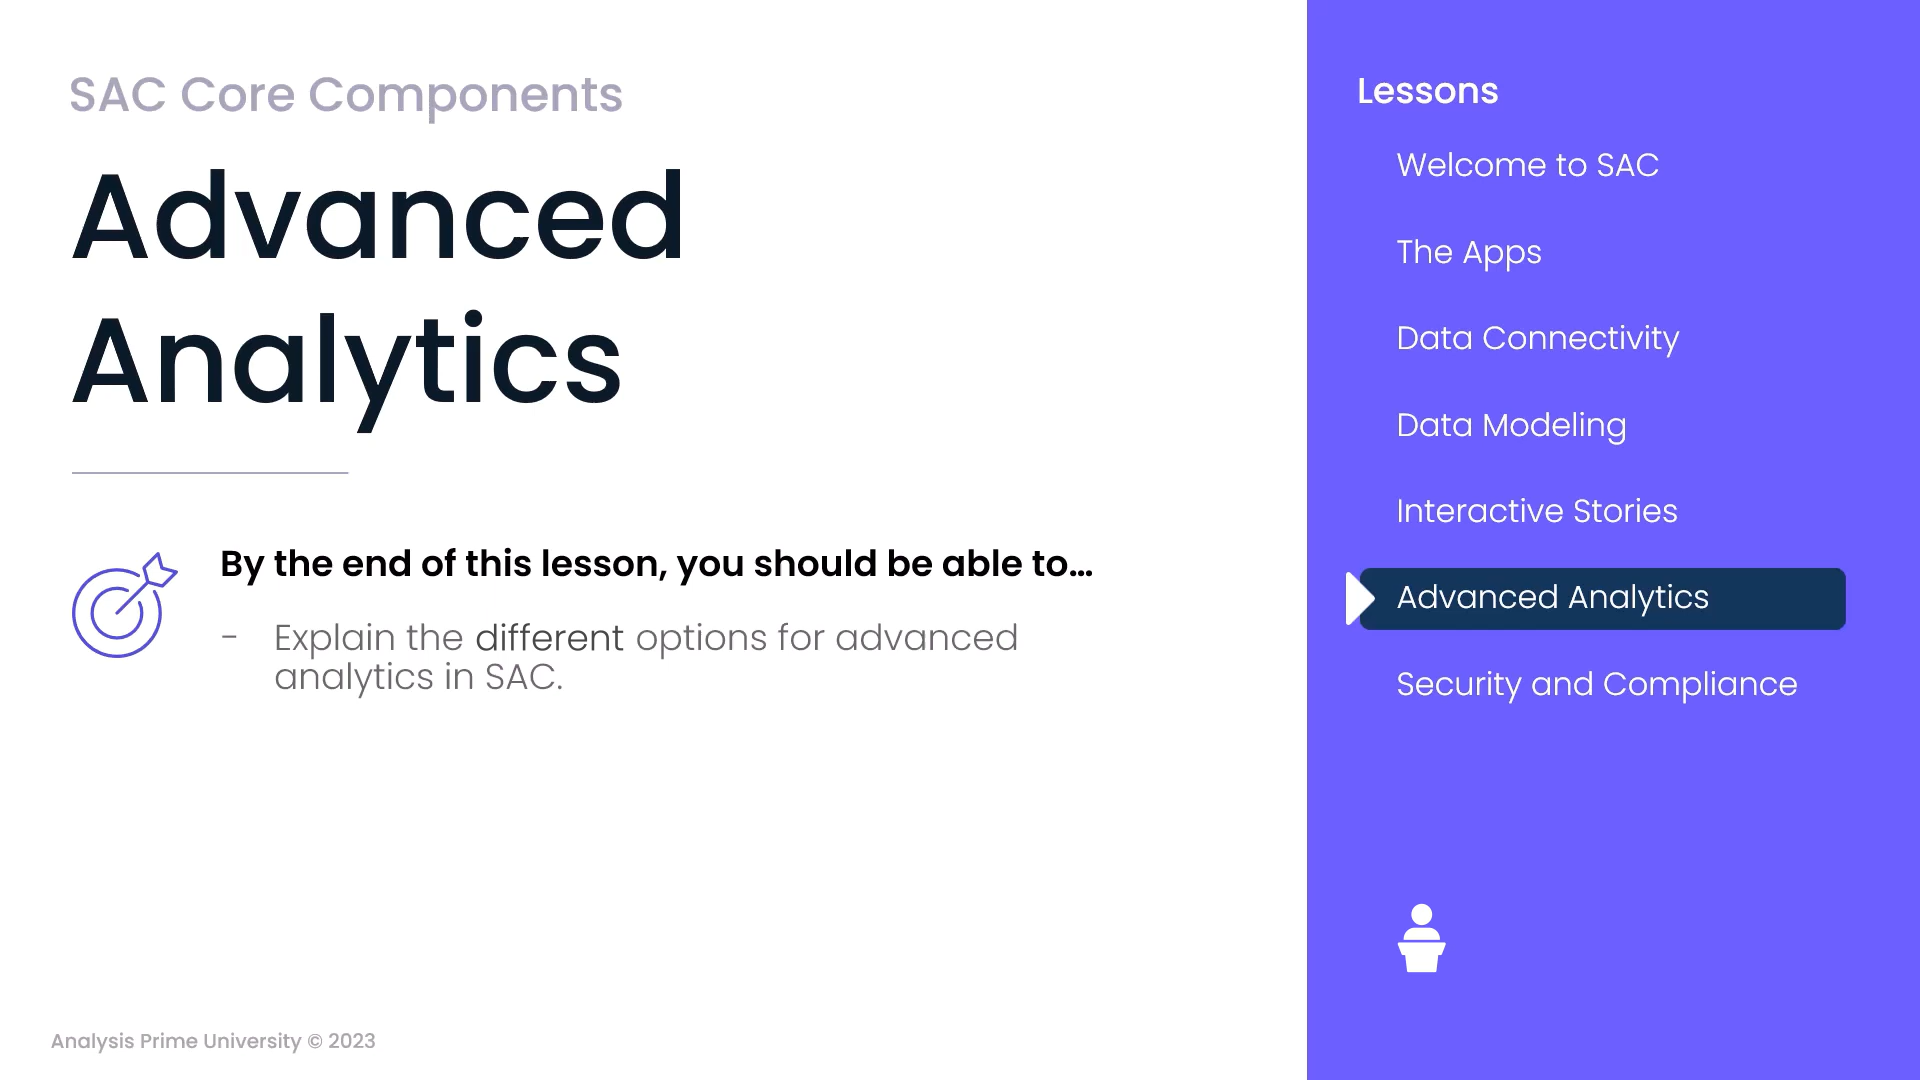 SAC Core Components
Advanced
Analytics
By the end of this lesson, you should be able to...
- Explain the different options for advanced
analytics in SAC.
Analysis Prime University © 2023
Lessons
Welcome to SAC
The Apps
Data Connectivity
Data Modeling
Interactive Stories
Advanced Analytics
Security and Compliance